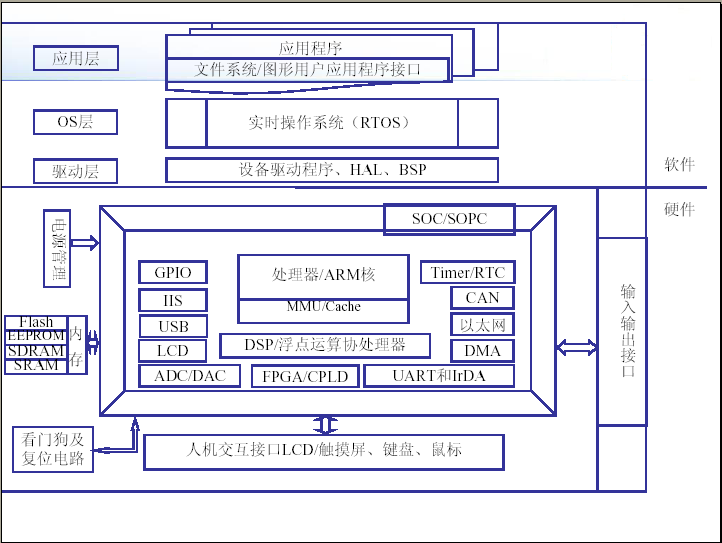 应用层
应用程序
文件系统/图形用户应用程序接口
OS层
实时操作系统（RTOS）
驱动层
设备驱动程序、HAL、BSP
软件
硬件
SOC/SOPC
电源管理
GPIO
IIS
USB
LCD
ADC/DAC
处理器/ARM核
MMU/Cache
DSP/浮点运算协处理器
FPGA/CPLD
Timer/RTC
CAN
以太网
DMA
UART和IrDA
Flash
EEPROM
SDRAM
SRAM
内存
输入输出接口
看门狗及
复位电路
人机交互接口LCD/触摸屏、键盘、鼠标